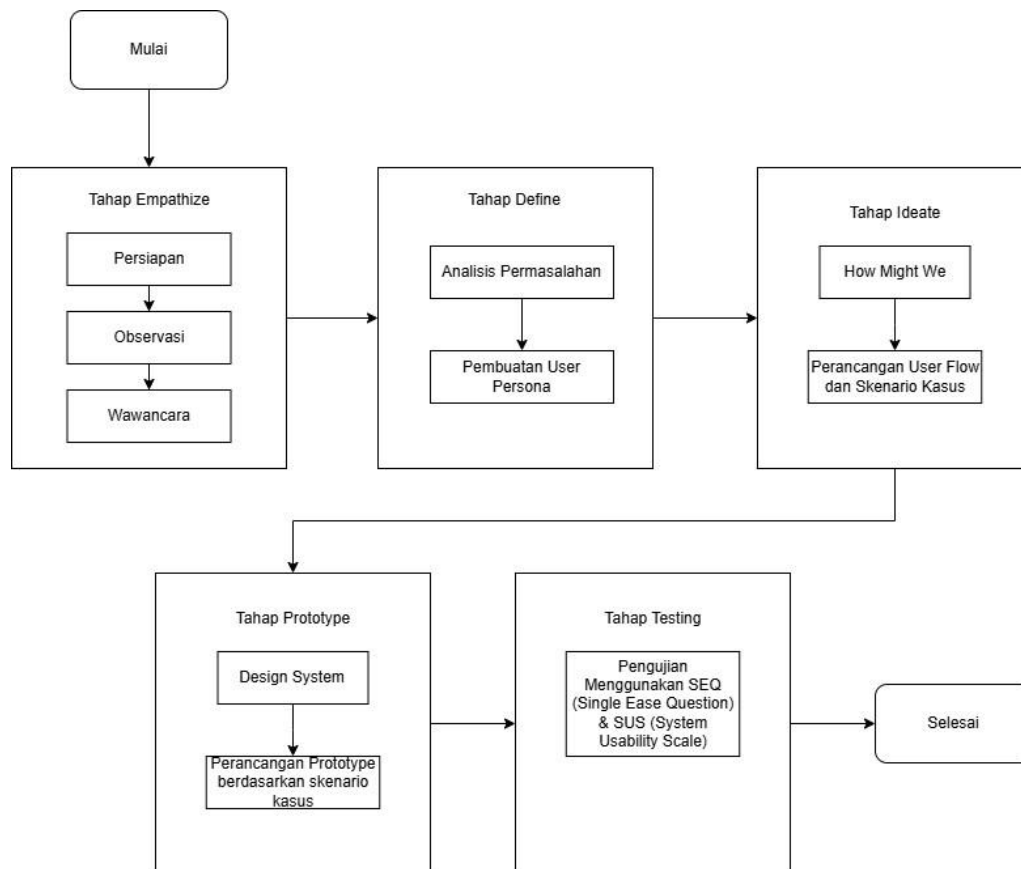 Mulai
Tahap Empathize
Persiapan
Observasi
Wawancara
Tahap Define
Analisis Permasalahan
Pembuatan User
Persona
Tahap Ideate
How Might We
Perancangan User Flow
dan Skenario Kasus
Tahap Prototype
Design System
Perancangan Prototype
berdasarkan skenario
kasus
Tahap Testing
Pengujian
Menggunakan SEQ
(Single Ease Question)
& SUS (System
Usability Scale)
Selesai